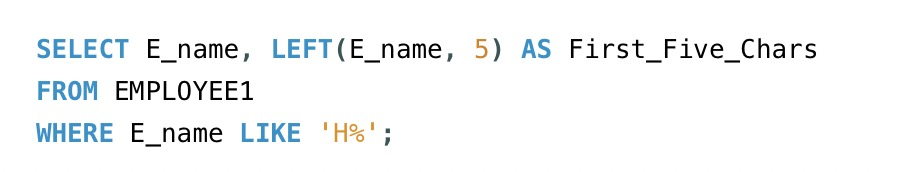 SELECT E_name, LEFT(E_name, 5) AS First_Five_Chars
FROM EMPLOYEE1
WHERE E_name LIKE 'H%';